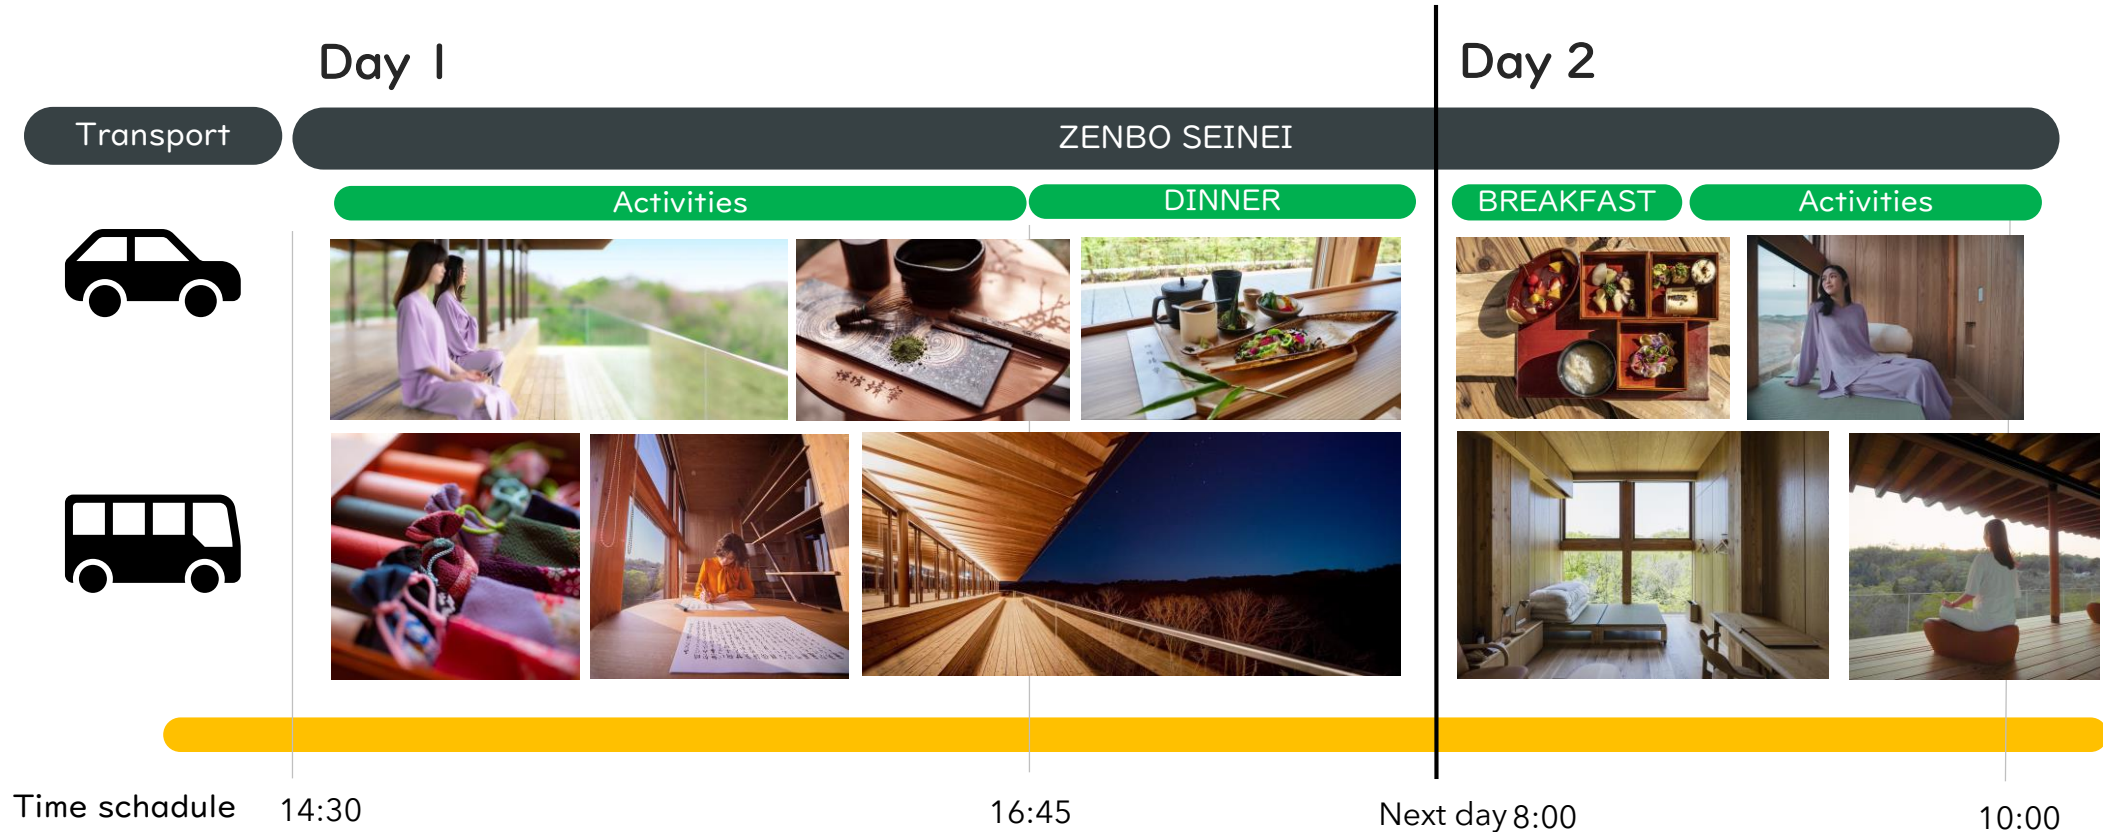 Day 1
Day 2
Transport
ZENBO SEINEI
Activities
DINNER
BREAKFAST
Activities
Time schadule
14:30
16:45
Next day 8:00
10:00